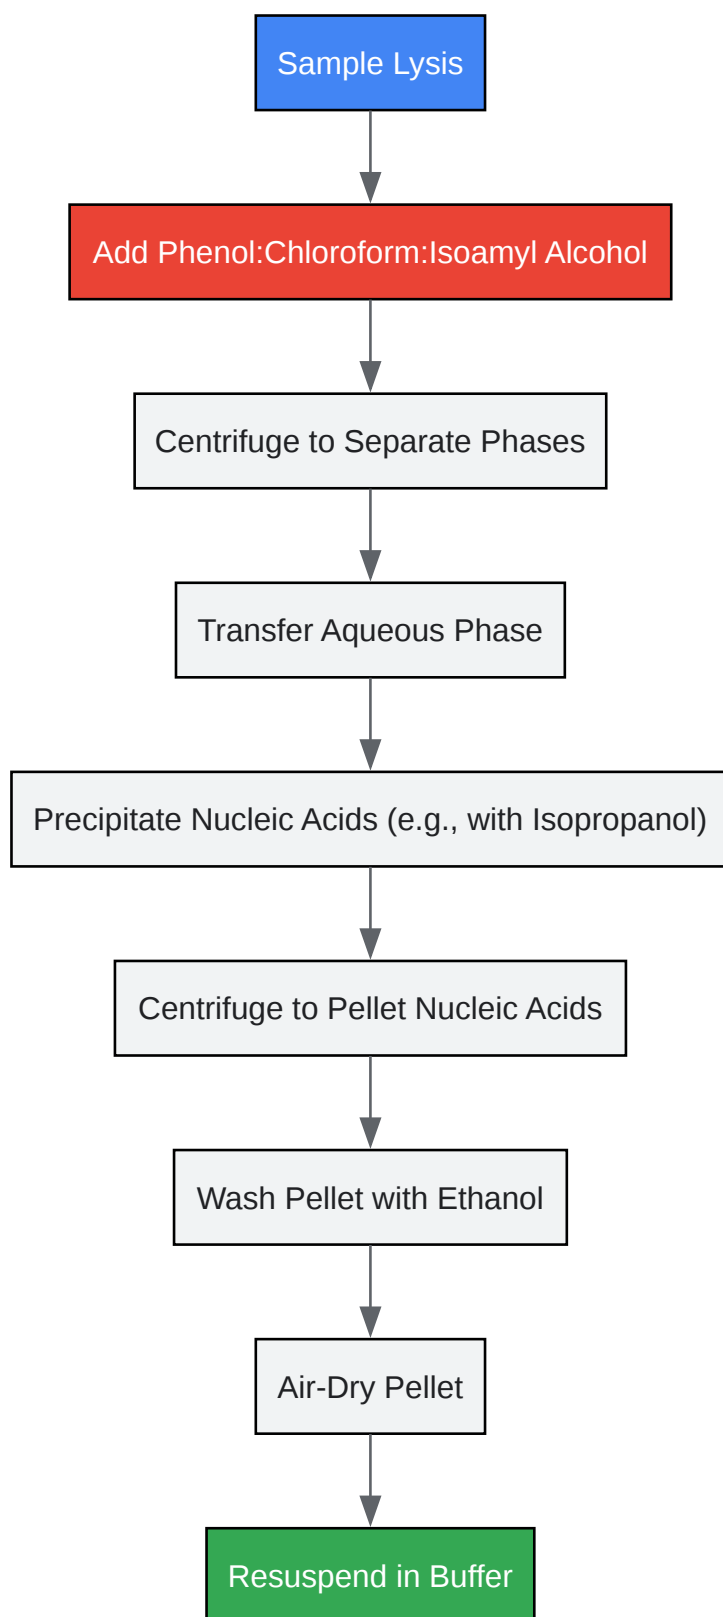 Sample Lysis
Add Phenol:Chloroform:Isoamyl Alcohol
Centrifuge to Separate Phases
Transfer Aqueous Phase
Precipitate Nucleic Acids (e.g., with Isopropanol)
Centrifuge to Pellet Nucleic Acids
Wash Pellet with Ethanol
Air-Dry Pellet
Resuspend in Buffer